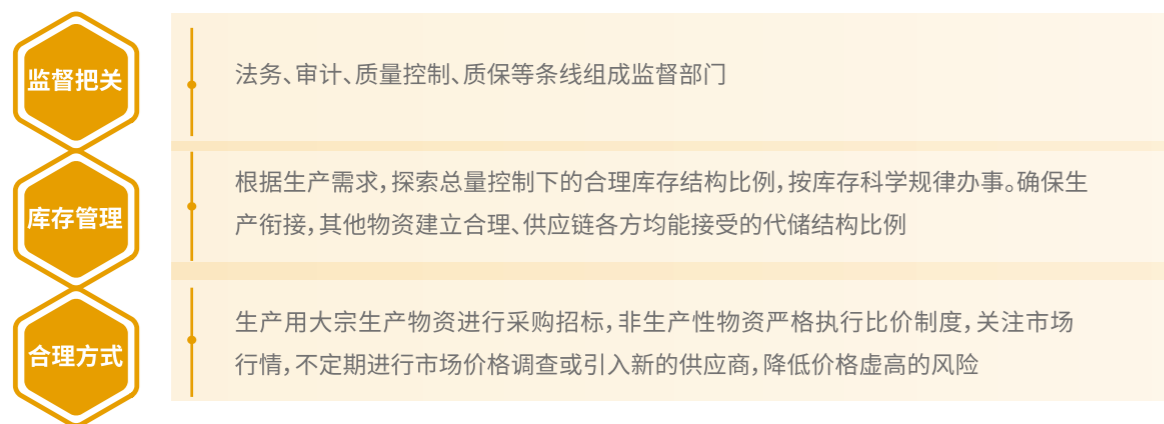 监督把关
法务、审计、质量控制、质保等条线组成监督部门
库存管理
根据生产需求，探索总量控制下的合理库存结构比例，按库存科学规律办事。确保生
产衔接，其他物资建立合理、供应链各方均能接受的代储结构比例
合理方式
生产用大宗生产物资进行采购招标，非生产性物资严格执行比价制度，关注市场
行情，不定期进行市场价格调查或引入新的供应商，降低价格虚高的风险